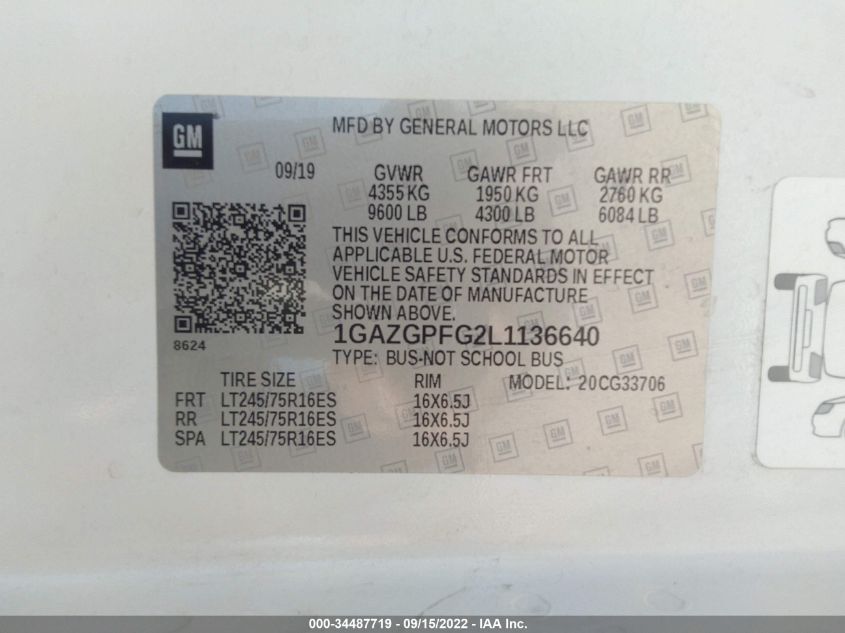 GM
MFD BY GENERAL MOTORS LLC
09/19 GVWR GAWR FRT GAWR RR
4355 KG 1950 KG 2760 KG
9600 LB 4300 LB 6084 LB
THIS VEHICLE CONFORMS TO ALL
APPLICABLE U.S. FEDERAL MOTOR
VEHICLE SAFETY STANDARDS IN EFFECT
ON THE DATE OF MANUFACTURE
SHOWN ABOVE.
8624
1GAZGPFG2L1136640
TYPE: BUS-NOT SCHOOL BUS
TIRE SIZE RIM MODEL: 20CG33706
FRT LT245/75R16ES 16X6.5J
RR LT245/75R16ES 16X6.5J
SPA LT245/75R16ES 16X6.5J
000-34487719 - 09/15/2022 - IAA Inc.